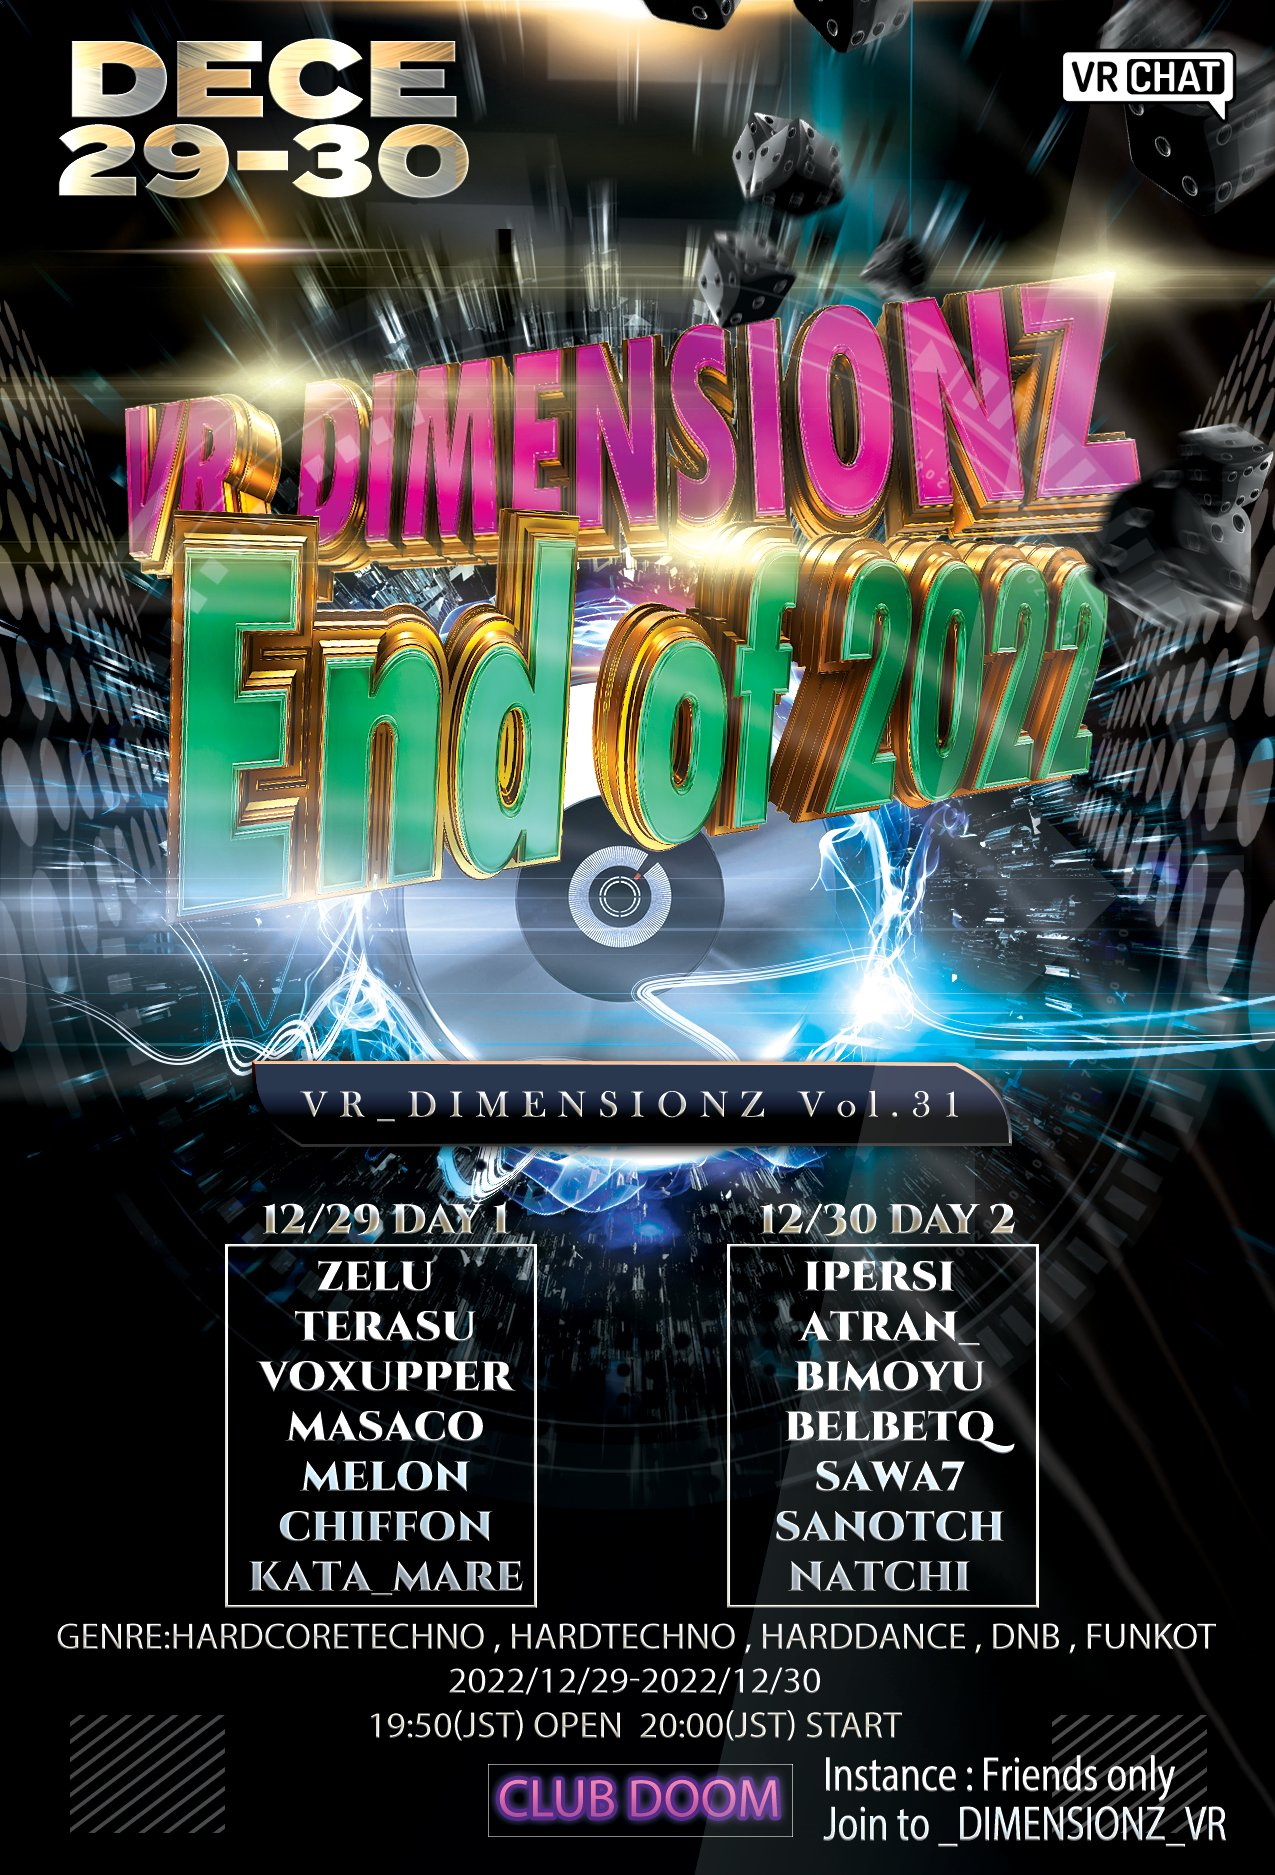 DECE
29-30
VR CHAT
VR DIMENSIONZ
End of 2022
VR_DIMENSIONZ Vol.31
12/29 DAY 1
ZELU
TERASU
VOXUPPER
MASACO
MELON
CHIFFON
KATA_MARE
12/30 DAY 2
IPERSI
ATRAN_
BIMOYU
BELBETQ
SAWA7
SANOTCH
NATCHI
GENRE:HARDCORETECHNO , HARDTECHNO , HARDDANCE , DNB , FUNKOT
2022/12/29-2022/12/30
19:50(JST) OPEN 20:00(JST) START
CLUB DOOM
Instance : Friends only
Join to _DIMENSIONZ_VR